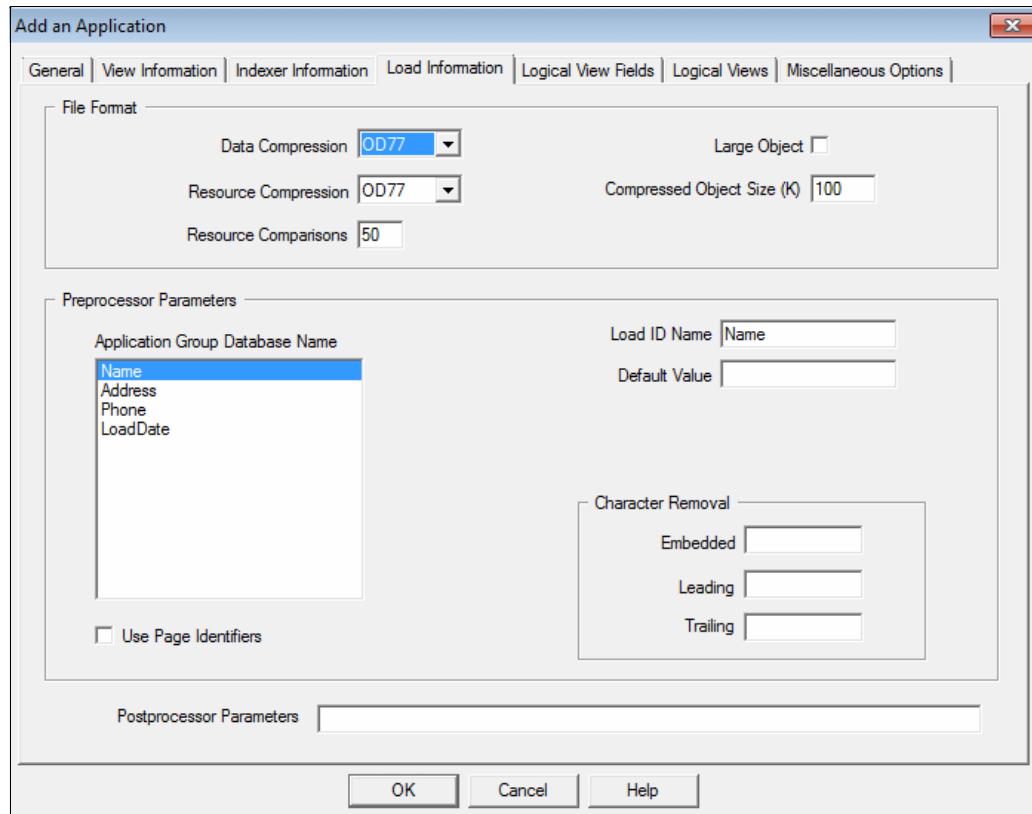 Add an Application
General View Information Indexer Information Load Information Logical View Fields Logical Views Miscellaneous Options
File Format
Data Compression OD77
Large Object
Resource Compression OD77
Compressed Object Size (K) 100
Resource Comparisons 50
Preprocessor Parameters
Application Group Database Name
Name
Address
Phone
LoadDate
Load ID Name Name
Default Value
Character Removal
Embedded
Leading
Trailing
Use Page Identifiers
Postprocessor Parameters
OK Cancel Help